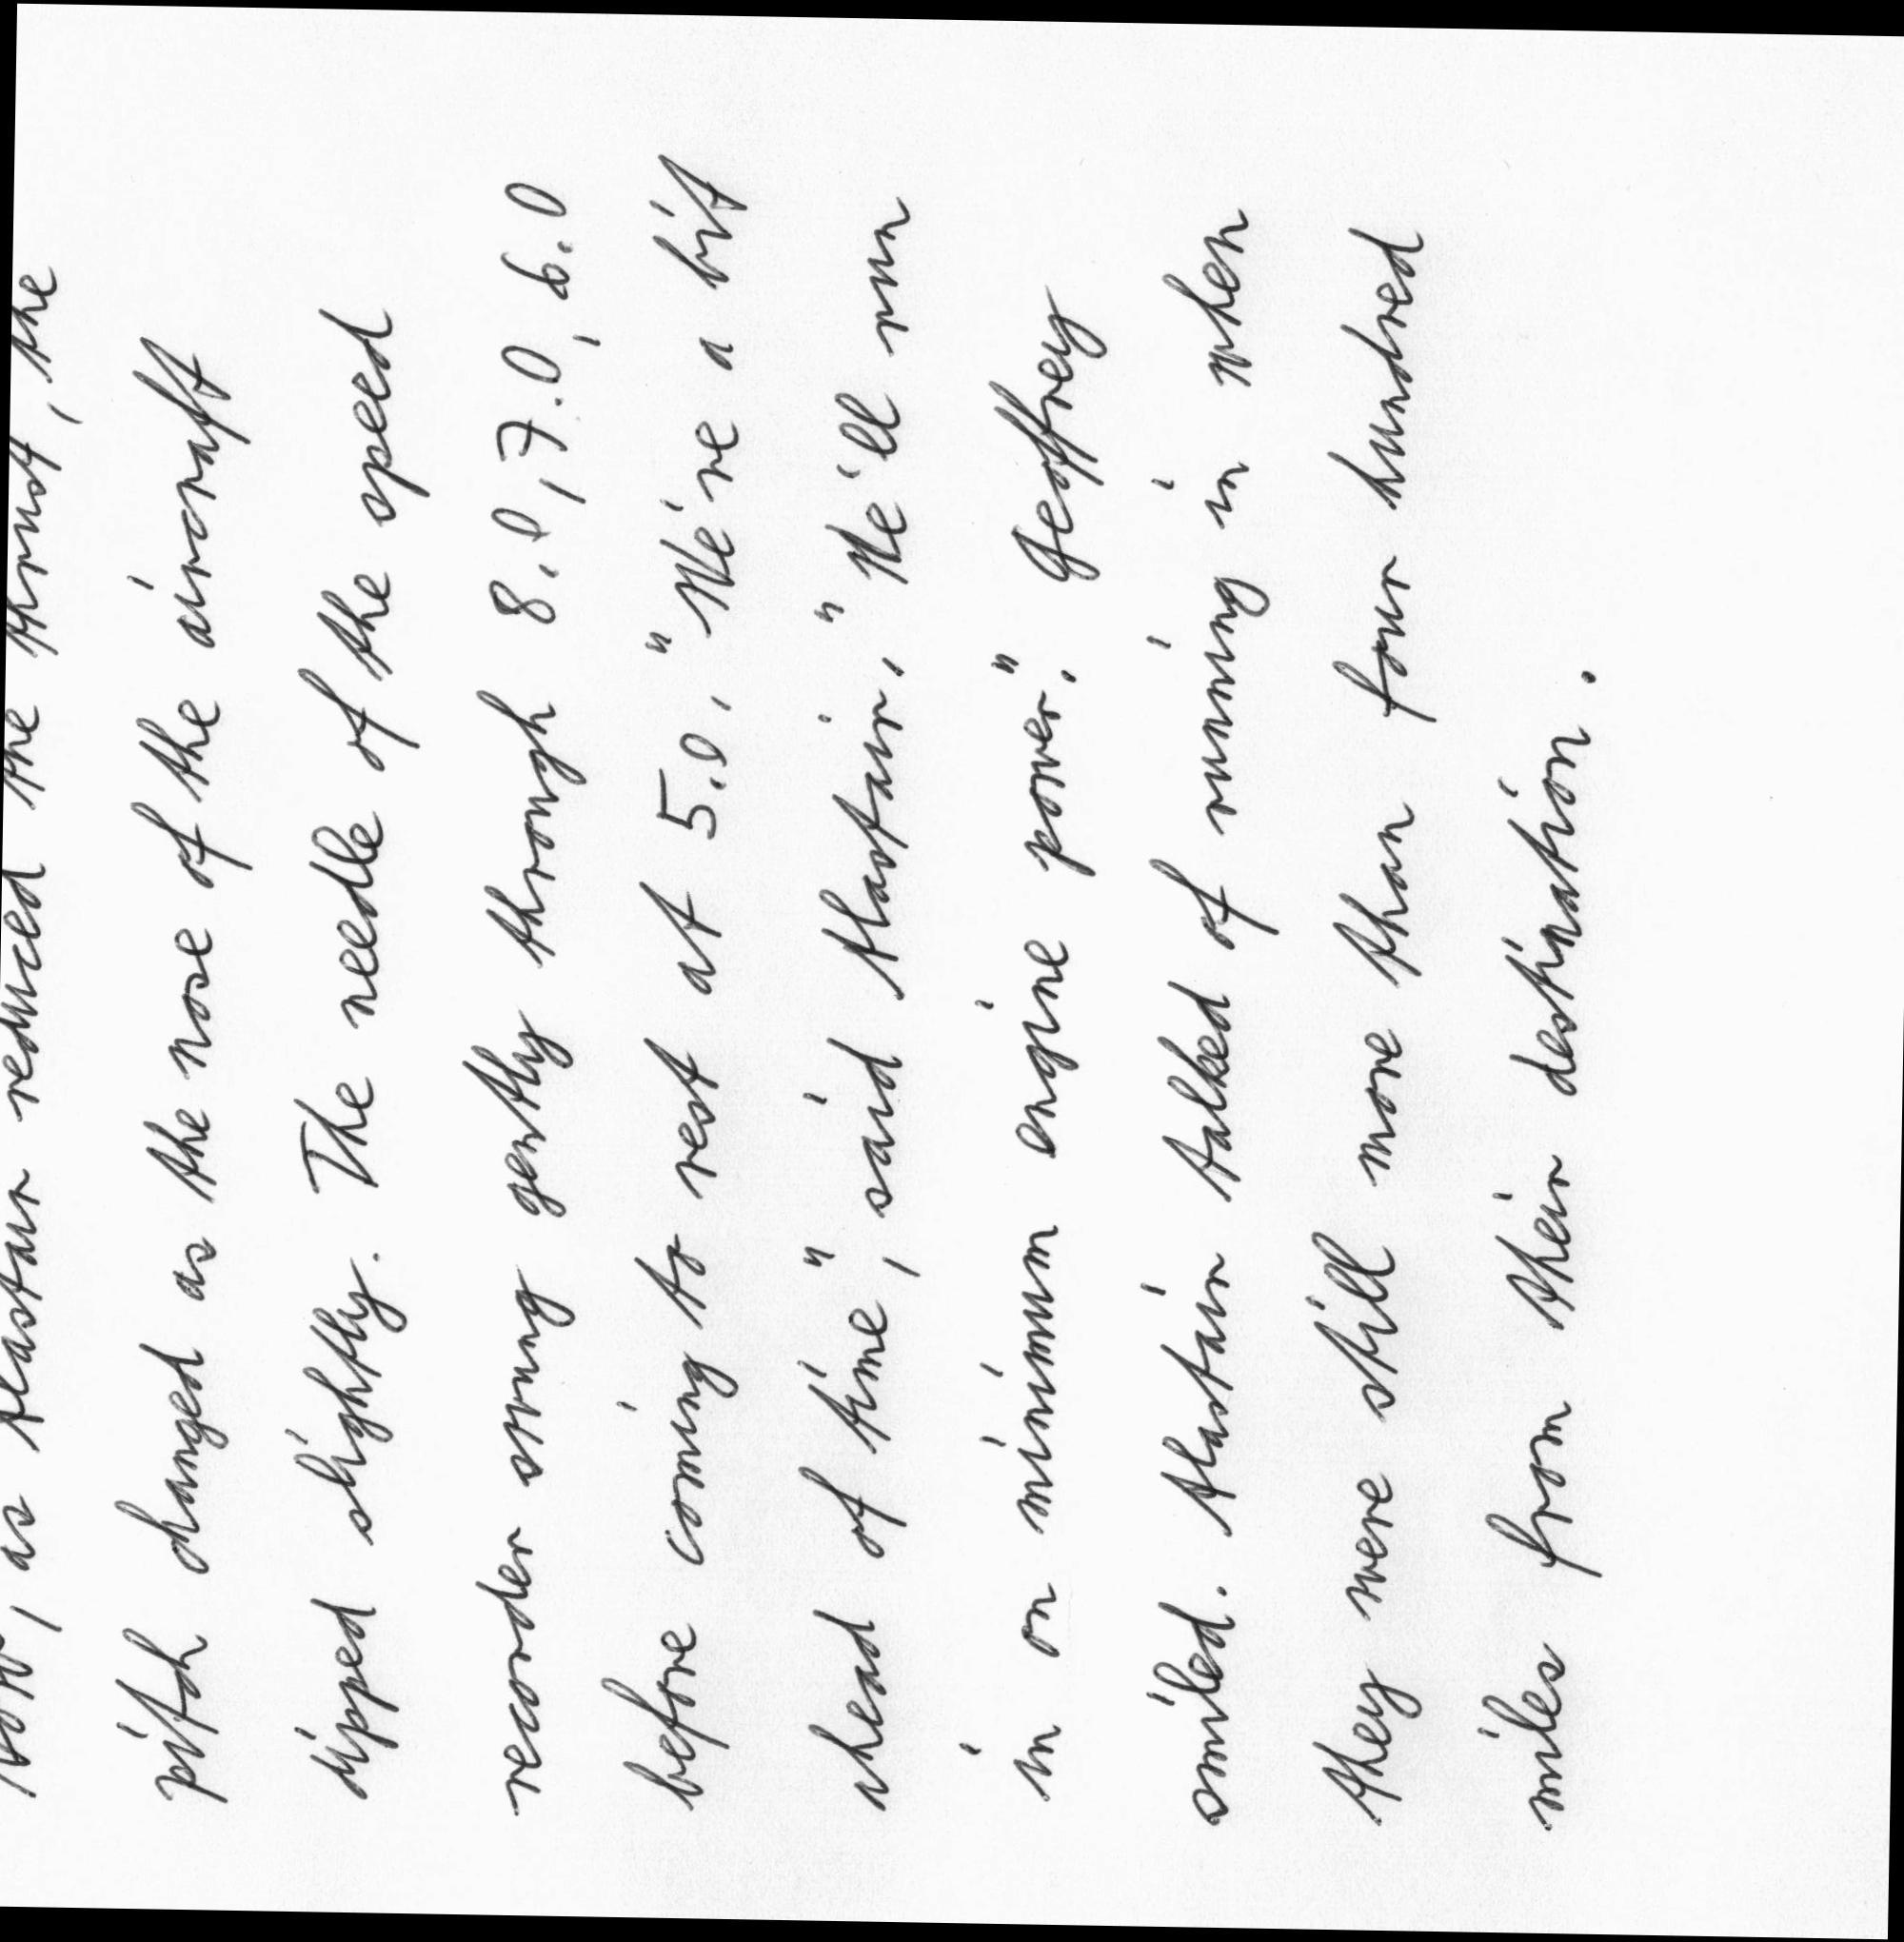 Now, as Alastair reduced the thrust, the
pitch changed as the nose of the aircraft
dipped slightly. The needle of the speed
recorder swung gently through 8.0, 7.0, 6.0
before coming to rest at 5.0. "We're a bit
ahead of time," said Alastair. "We'll run
in on minimum engine power." Geoffrey
smiled. Alastair talked of running in when
they were still more than four hundred
miles from their destination.